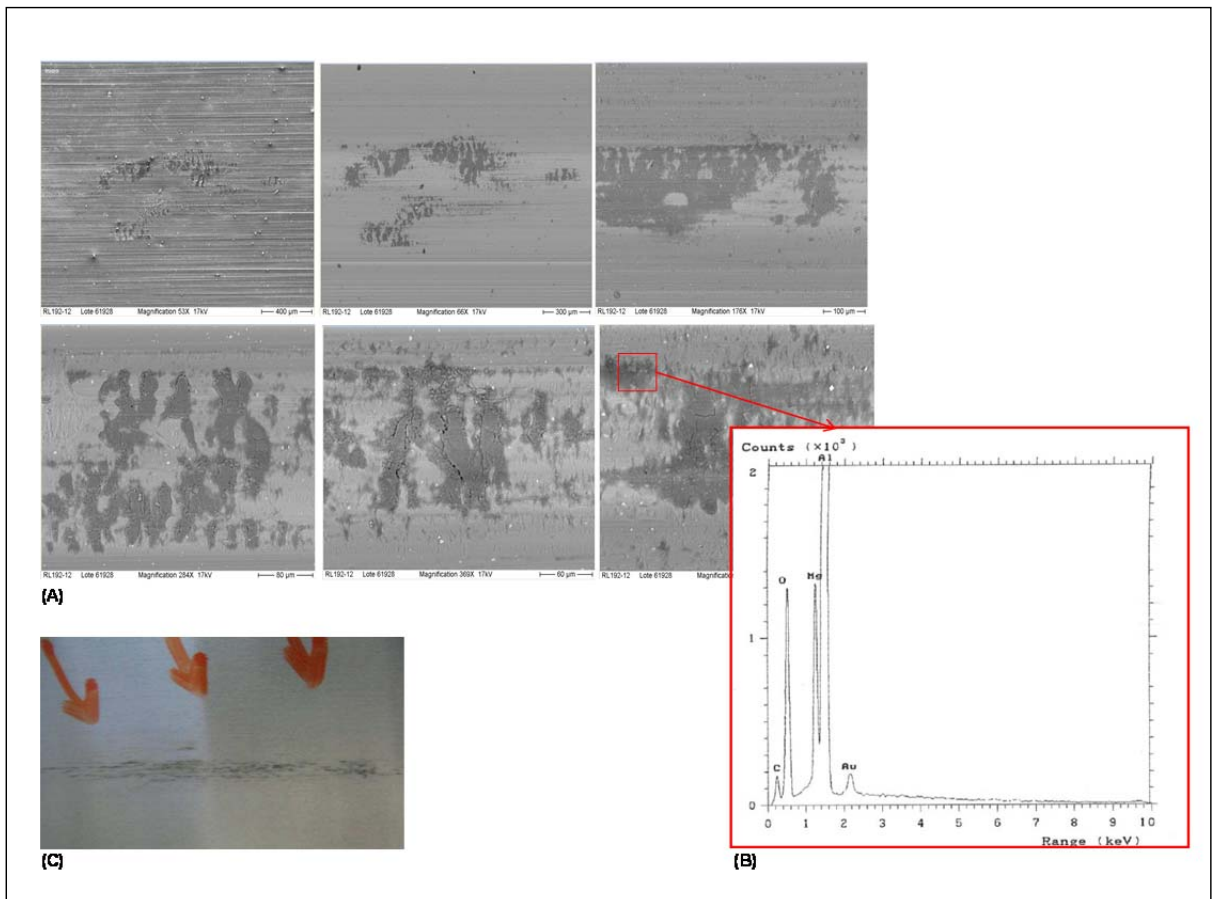 RL192-12 Lote 61928 Magnification 53X 17kV 400 µm
RL192-12 Lote 61928 Magnification 66X 17kV 300 µm
RL192-12 Lote 61928 Magnification 176X 17kV 100 µm
RL192-12 Lote 61928 Magnification 284X 17kV 80 µm
RL192-12 Lote 61928 Magnification 369X 17kV 60 µm
RL192-12 Lote 61928 Magnification
(A)
Counts (×10³)
Al
2
O
Mg
1
C
Au
0
0 1 2 3 4 5 6 7 8 9 10
Range (keV)
(B)
(C)